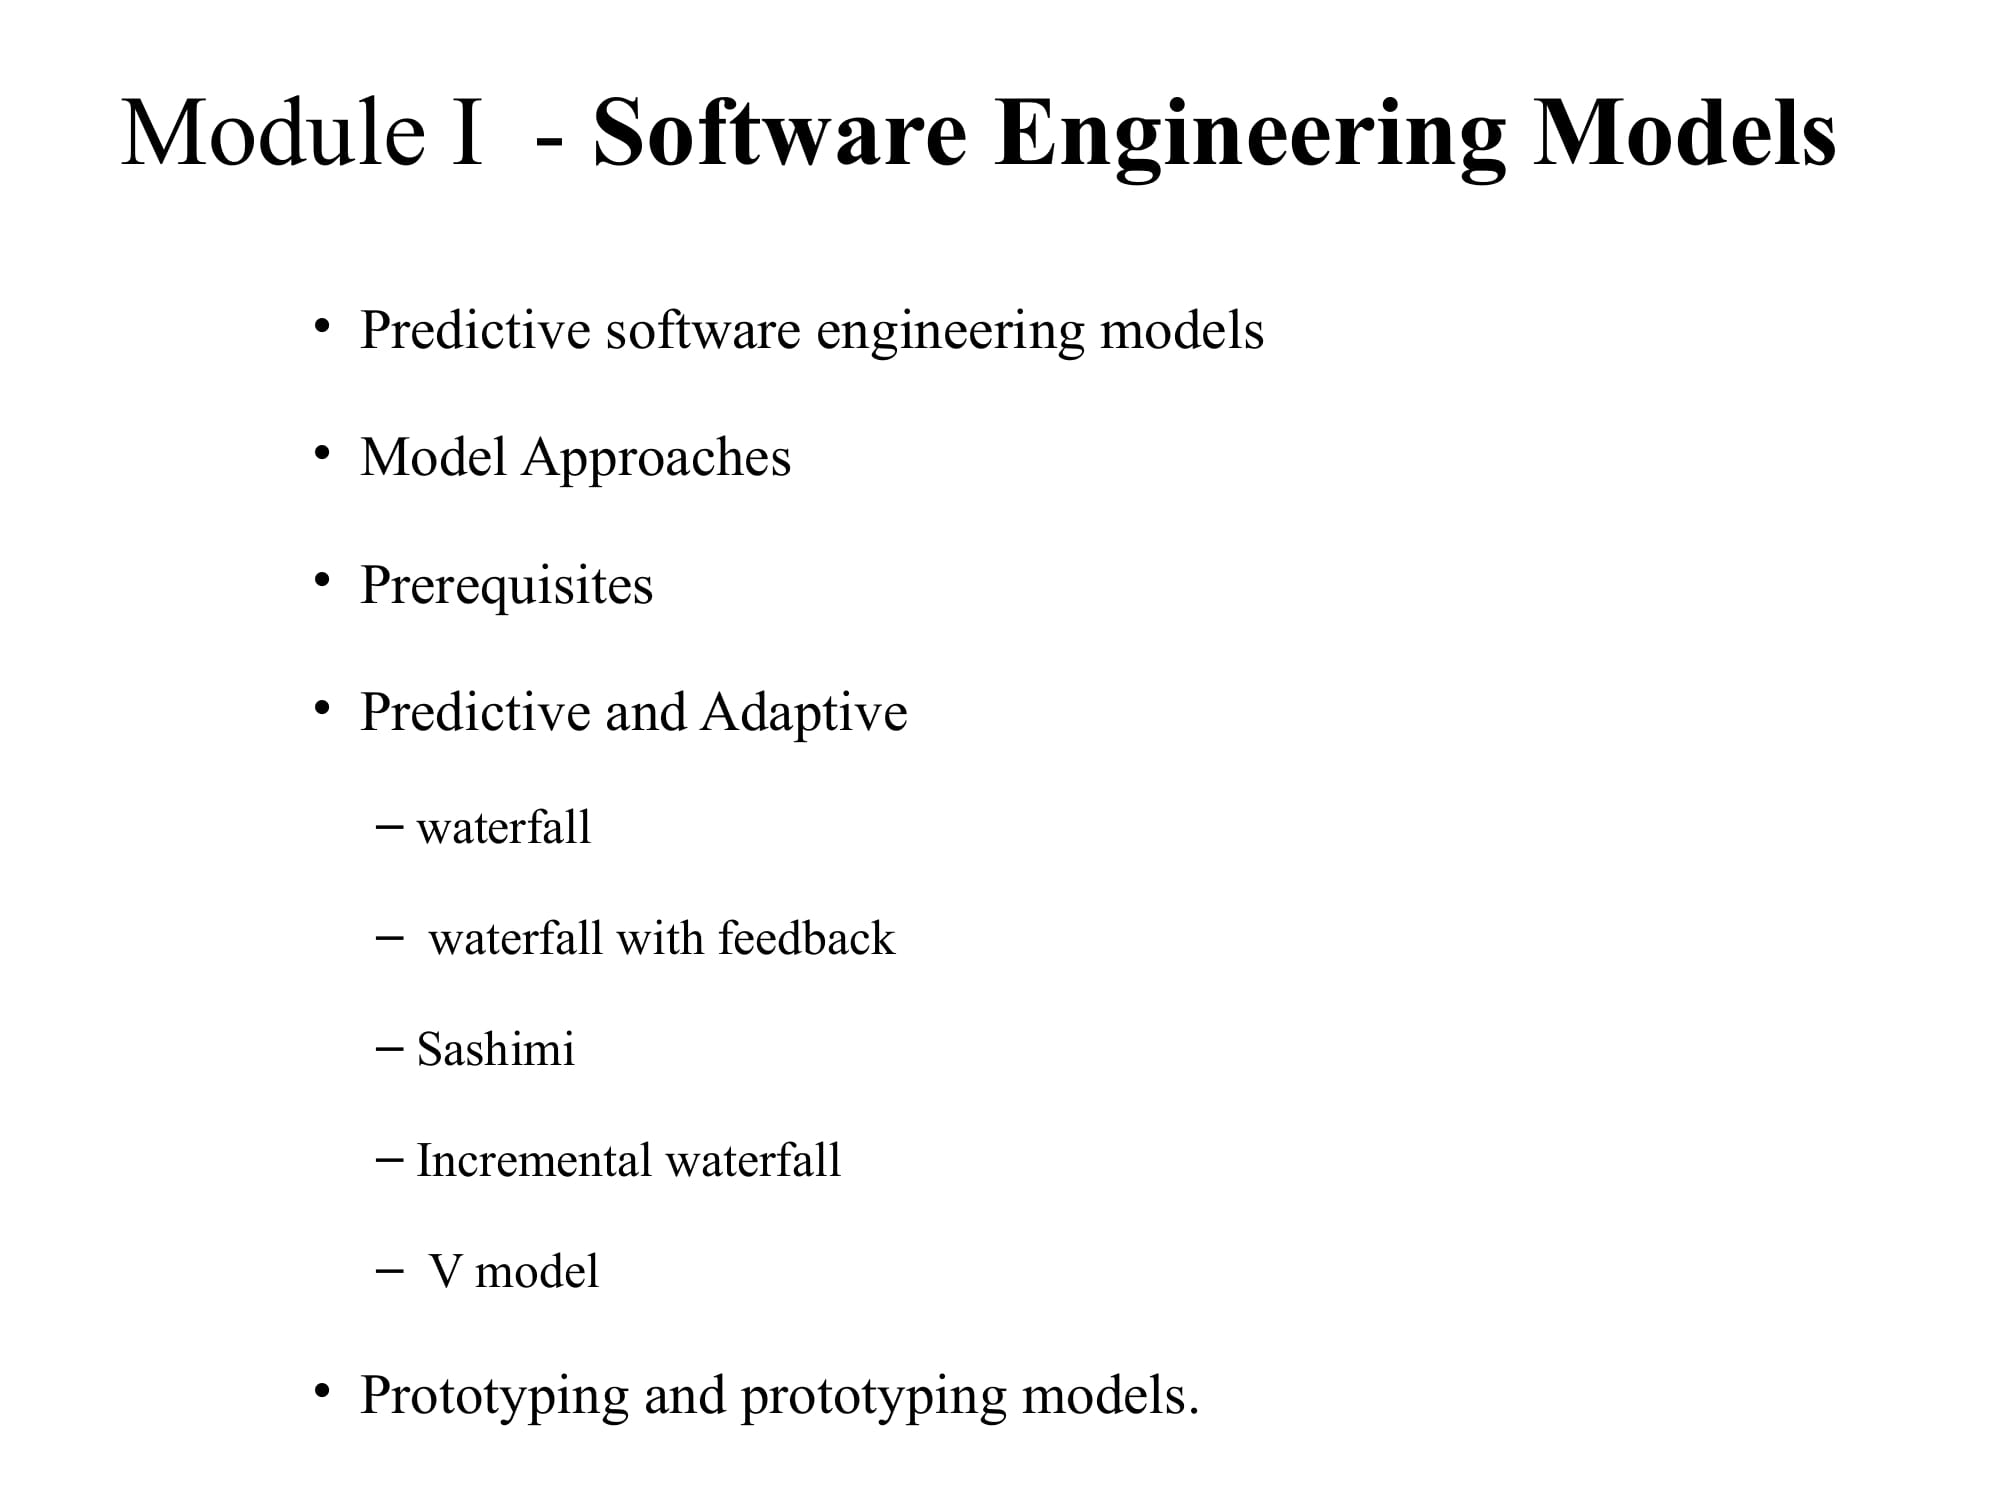 Module I  - Software Engineering Models
• Predictive software engineering models
• Model Approaches
• Prerequisites
• Predictive and Adaptive
– waterfall
– waterfall with feedback
– Sashimi
– Incremental waterfall
– V model
• Prototyping and prototyping models.